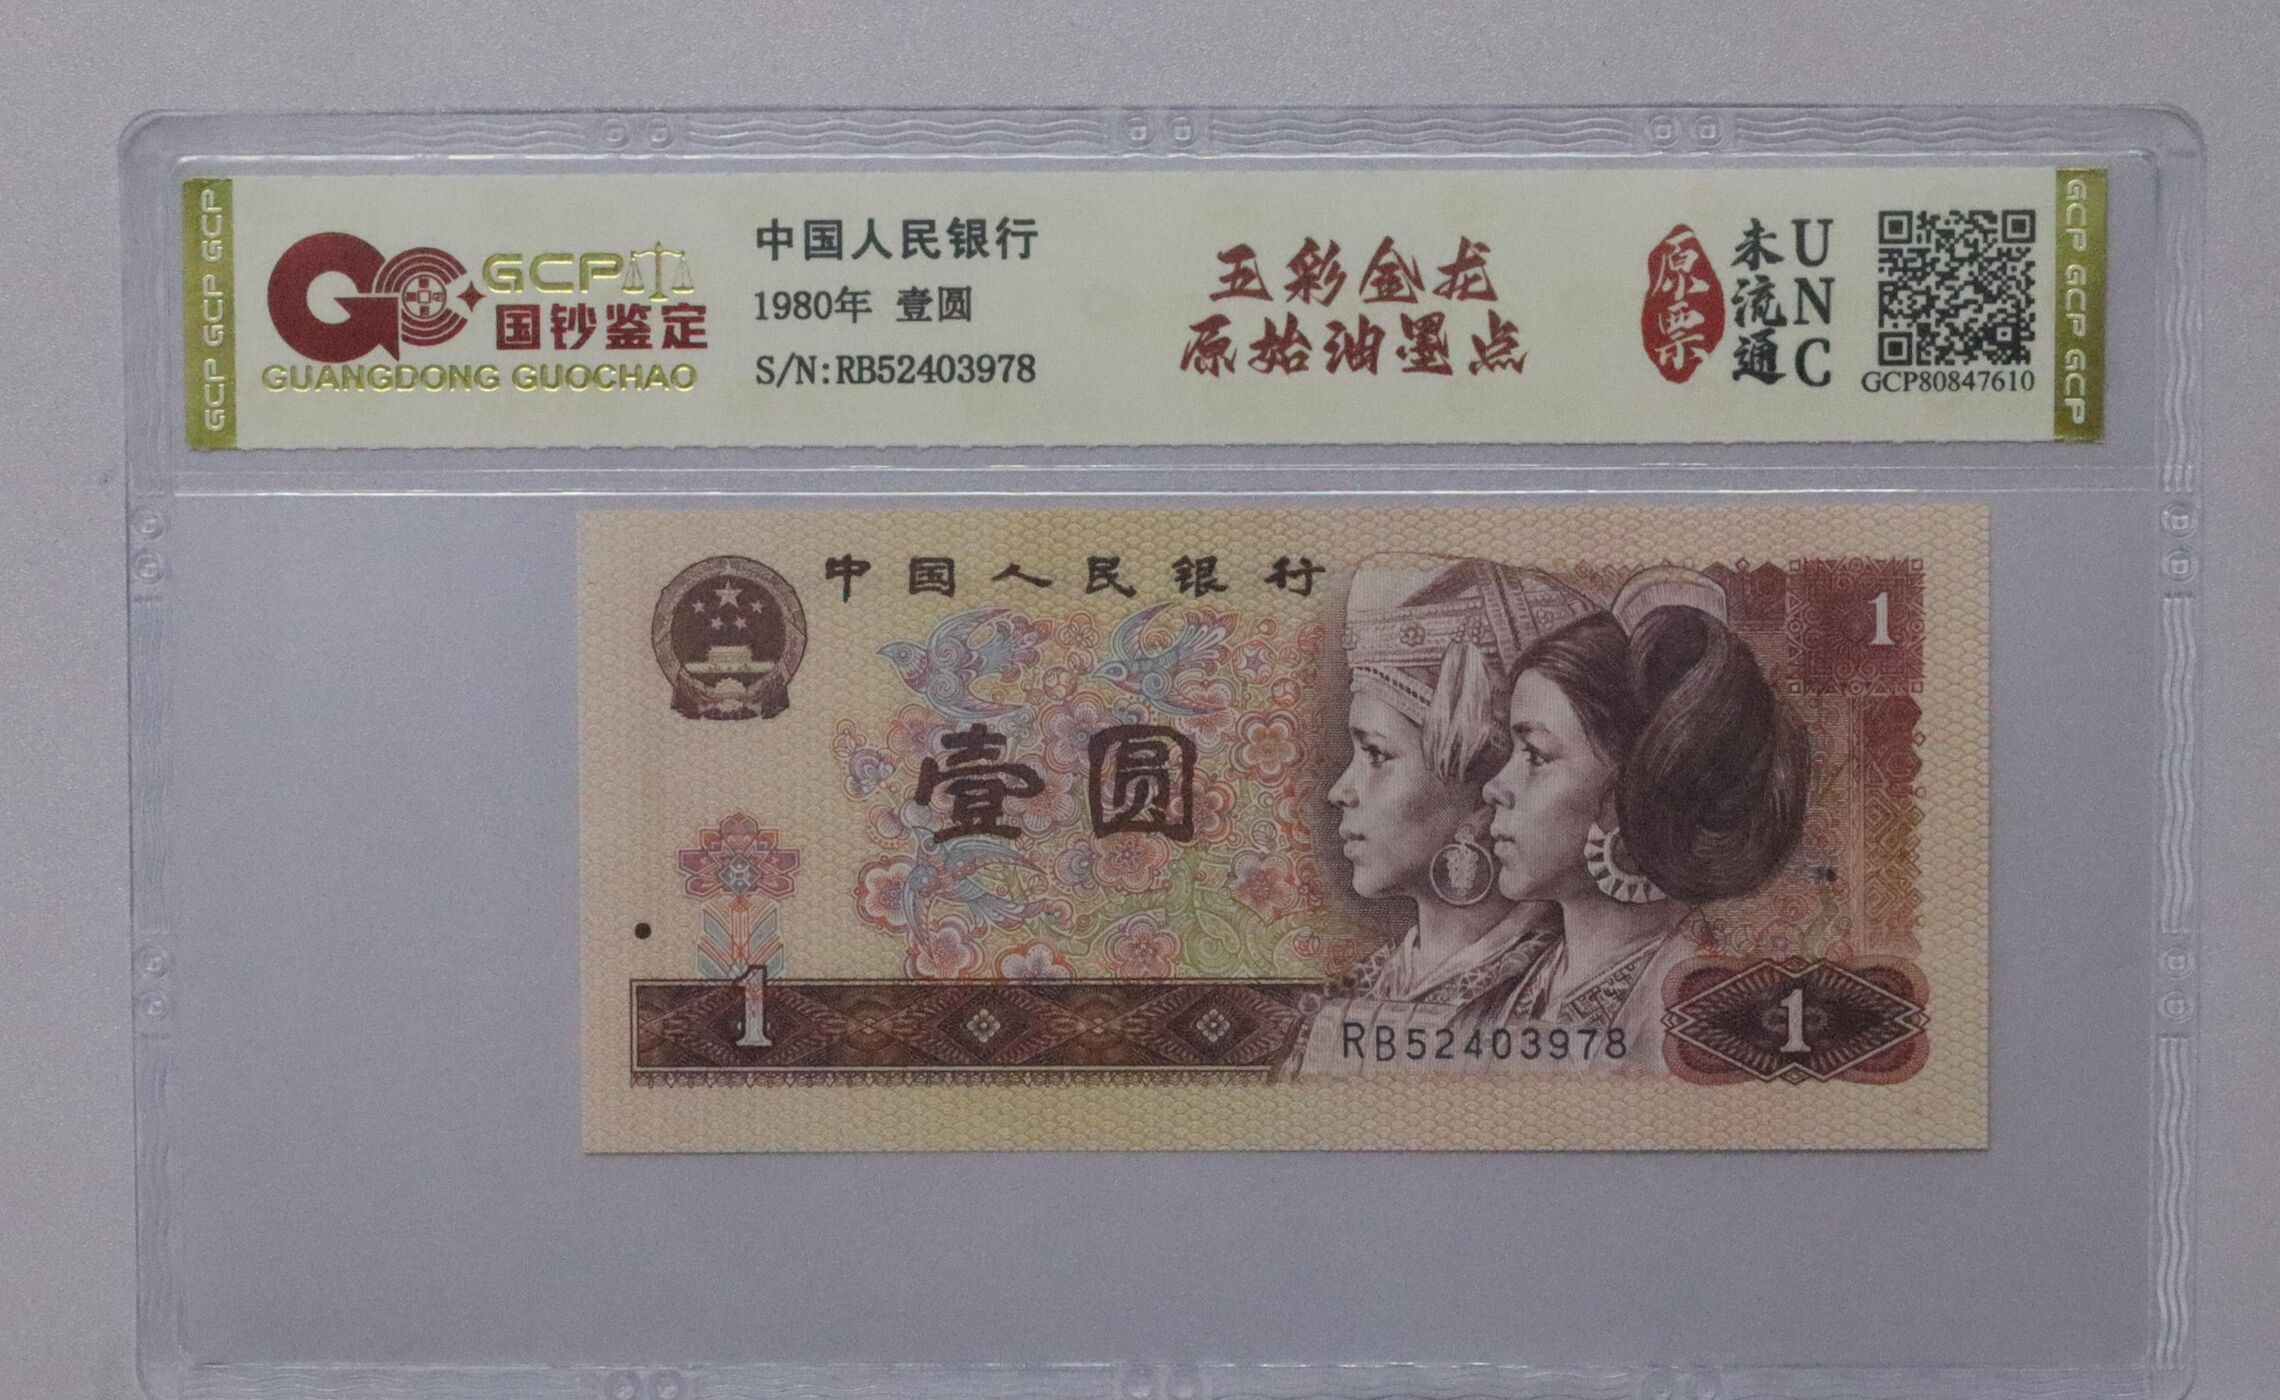 GCP GCP GCP
GCP
国钞鉴定
GUANGDONG GUOCHAO
中国人民银行
1980年 壹圆
S/N:RB52403978
五彩金龙
原始油墨点
原票
未流通
UNC
GCP80847610
GCP GCP GCP
中国人民银行
1
壹圆
1
RB52403978
1